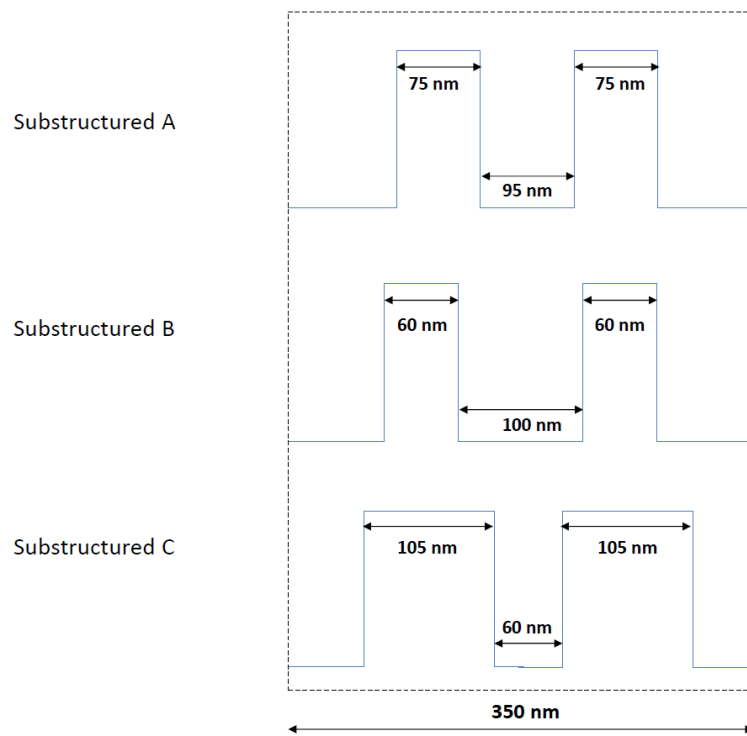 75 nm
75 nm
Substructured A
95 nm
60 nm
60 nm
Substructured B
100 nm
Substructured C
105 nm
105 nm
60 nm
350 nm